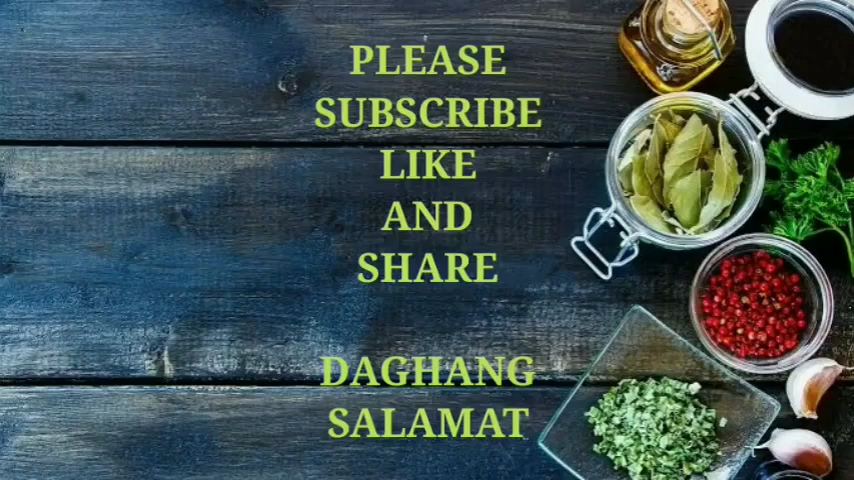 PLEASE
SUBSCRIBE
LIKE
AND
SHARE
DAGHANG
SALAMAT